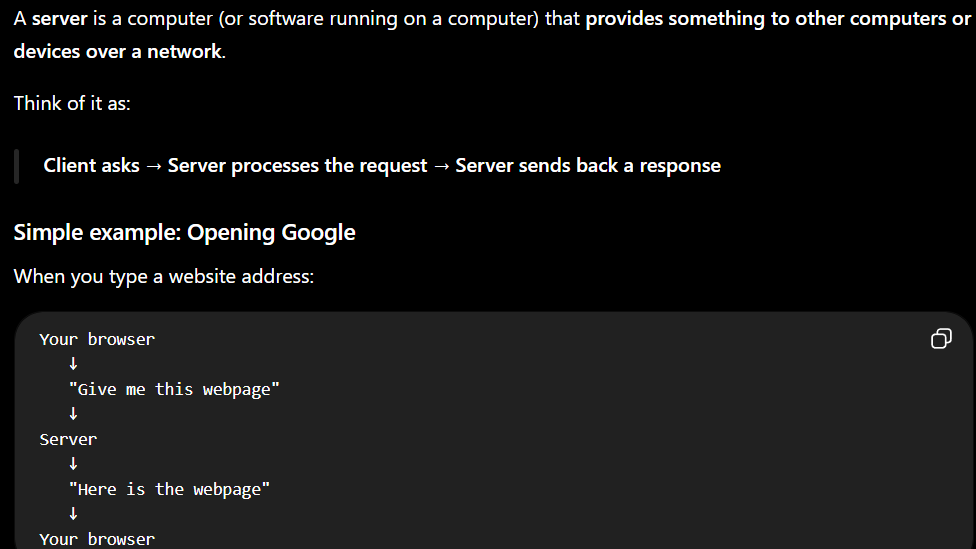 A server is a computer (or software running on a computer) that provides something to other computers or
devices over a network.
Think of it as:
Client asks → Server processes the request → Server sends back a response
Simple example: Opening Google
When you type a website address:
Your browser
↓
"Give me this webpage"
↓
Server
↓
"Here is the webpage"
↓
Your browser